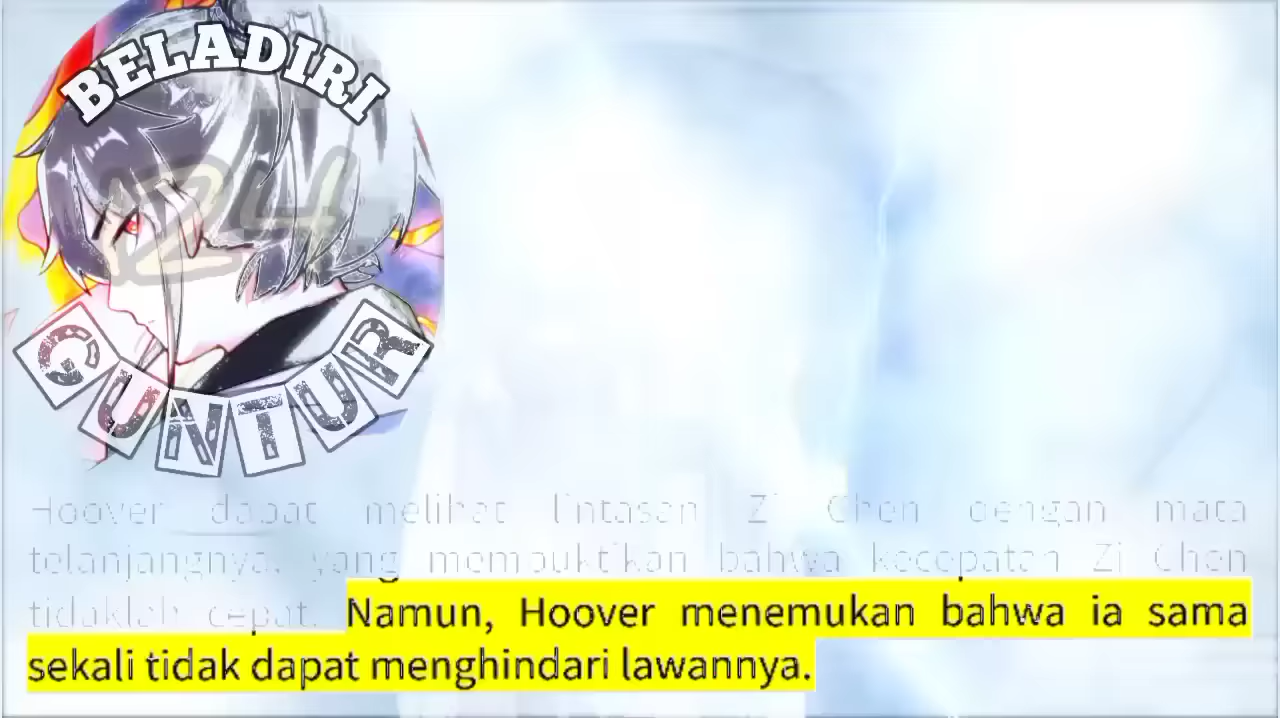 BELADIRI
24
GUNTUR
Hoover dapat melihat lintasan Zi Chen dengan mata
telanjangnya, yang membuktikan bahwa kecepatan Zi Chen
tidaklah cepat. Namun, Hoover menemukan bahwa ia sama
sekali tidak dapat menghindari lawannya.